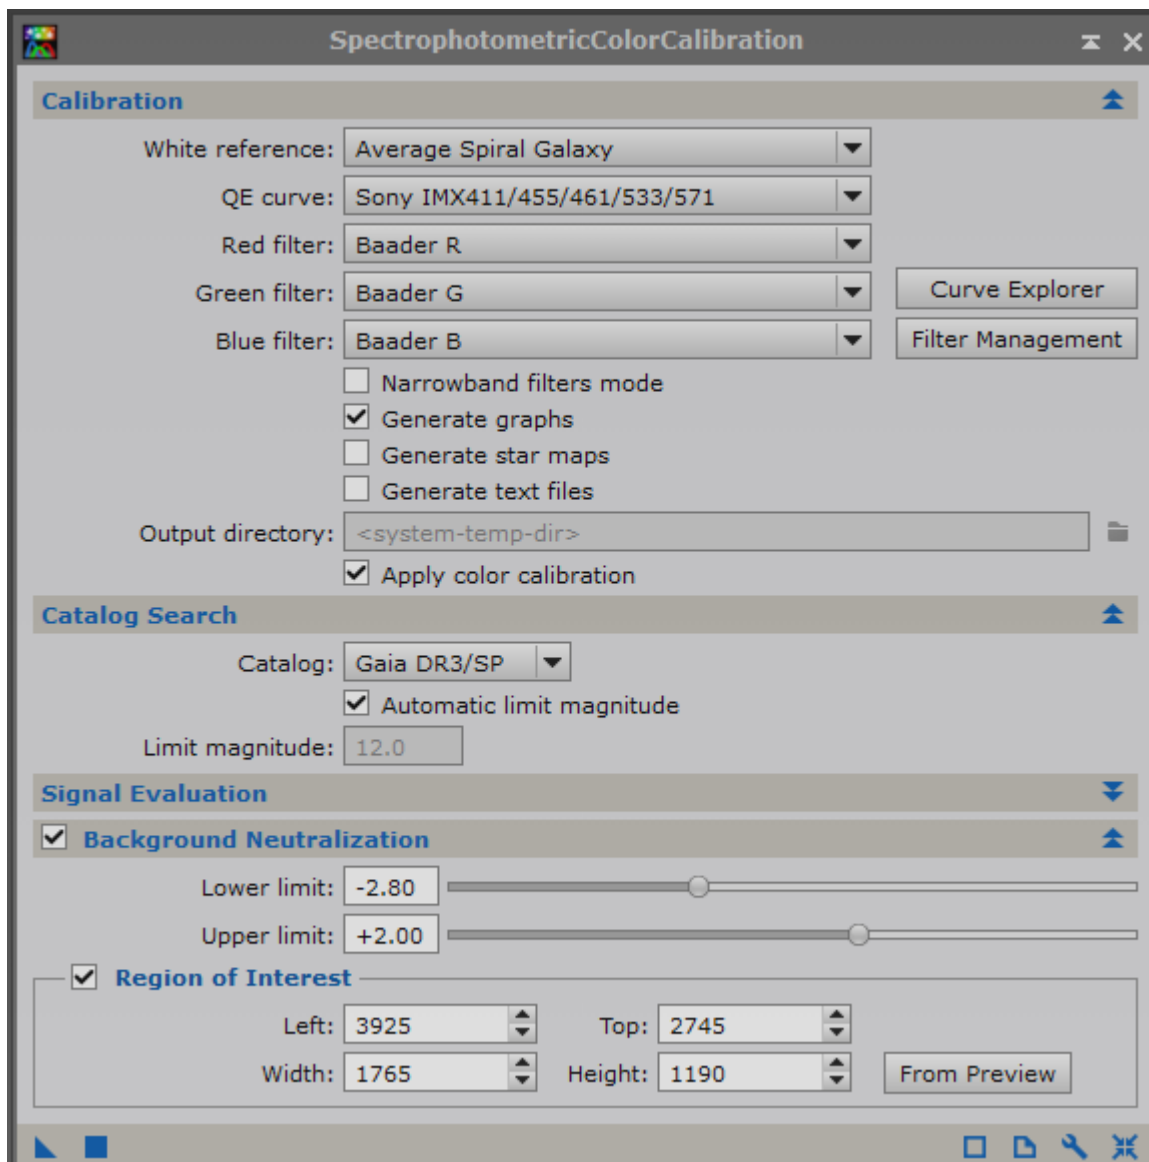 SpectrophotometricColorCalibration
Calibration
White reference: Average Spiral Galaxy
QE curve: Sony IMX411/455/461/533/571
Red filter: Baader R
Green filter: Baader G Curve Explorer
Blue filter: Baader B Filter Management
Narrowband filters mode
Generate graphs
Generate star maps
Generate text files
Output directory: <system-temp-dir>
Apply color calibration
Catalog Search
Catalog: Gaia DR3/SP
Automatic limit magnitude
Limit magnitude: 12.0
Signal Evaluation
Background Neutralization
Lower limit: -2.80
Upper limit: +2.00
Region of Interest
Left: 3925 Top: 2745
Width: 1765 Height: 1190 From Preview